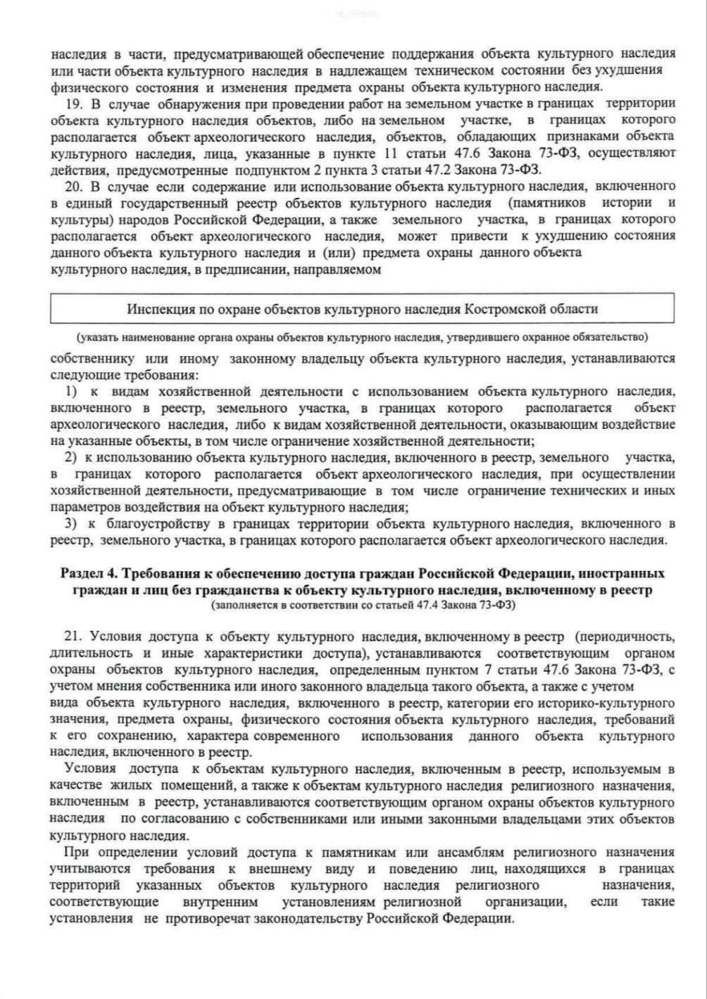 наследия в части, предусматривающей обеспечение поддержания объекта культурного наследия
или части объекта культурного наследия в надлежащем техническом состоянии без ухудшения
физического состояния и изменения предмета охраны объекта культурного наследия.
19. В случае обнаружения при проведении работ на земельном участке в границах территории
объекта культурного наследия объектов, либо на земельном участке, в границах которого
располагается объект археологического наследия, объектов, обладающих признаками объекта
культурного наследия, лица, указанные в пункте 11 статьи 47.6 Закона 73-ФЗ, осуществляют
действия, предусмотренные подпунктом 2 пункта 3 статьи 47.2 Закона 73-ФЗ.
20. В случае если содержание или использование объекта культурного наследия, включенного
в единый государственный реестр объектов культурного наследия (памятников истории и
культуры) народов Российской Федерации, а также земельного участка, в границах которого
располагается объект археологического наследия, может привести к ухудшению состояния
данного объекта культурного наследия и (или) предмета охраны данного объекта
культурного наследия, в предписании, направляемом
Инспекция по охране объектов культурного наследия Костромской области
(указать наименование органа охраны объектов культурного наследия, утвердившего охранное обязательство)
собственнику или иному законному владельцу объекта культурного наследия, устанавливаются
следующие требования:
1) к видам хозяйственной деятельности с использованием объекта культурного наследия,
включенного в реестр, земельного участка, в границах которого располагается объект
археологического наследия, либо к видам хозяйственной деятельности, оказывающим воздействие
на указанные объекты, в том числе ограничение хозяйственной деятельности;
2) к использованию объекта культурного наследия, включенного в реестр, земельного участка,
в границах которого располагается объект археологического наследия, при осуществлении
хозяйственной деятельности, предусматривающие в том числе ограничение технических и иных
параметров воздействия на объект культурного наследия;
3) к благоустройству в границах территории объекта культурного наследия, включенного в
реестр, земельного участка, в границах которого располагается объект археологического наследия.
Раздел 4. Требования к обеспечению доступа граждан Российской Федерации, иностранных
граждан и лиц без гражданства к объекту культурного наследия, включенному в реестр
(заполняется в соответствии со статьей 47.4 Закона 73-ФЗ)
21. Условия доступа к объекту культурного наследия, включенному в реестр (периодичность,
длительность и иные характеристики доступа), устанавливаются соответствующим органом
охраны объектов культурного наследия, определенным пунктом 7 статьи 47.6 Закона 73-ФЗ, с
учетом мнения собственника или иного законного владельца такого объекта, а также с учетом
вида объекта культурного наследия, включенного в реестр, категории его историко-культурного
значения, предмета охраны, физического состояния объекта культурного наследия, требований
к его сохранению, характера современного использования данного объекта культурного
наследия, включенного в реестр.
Условия доступа к объектам культурного наследия, включенным в реестр, используемым в
качестве жилых помещений, а также к объектам культурного наследия религиозного назначения,
включенным в реестр, устанавливаются соответствующим органом охраны объектов культурного
наследия по согласованию с собственниками или иными законными владельцами этих объектов
культурного наследия.
При определении условий доступа к памятникам или ансамблям религиозного назначения
учитываются требования к внешнему виду и поведению лиц, находящихся в границах
территорий указанных объектов культурного наследия религиозного назначения,
соответствующие внутренним установлениям религиозной организации, если такие
установления не противоречат законодательству Российской Федерации.